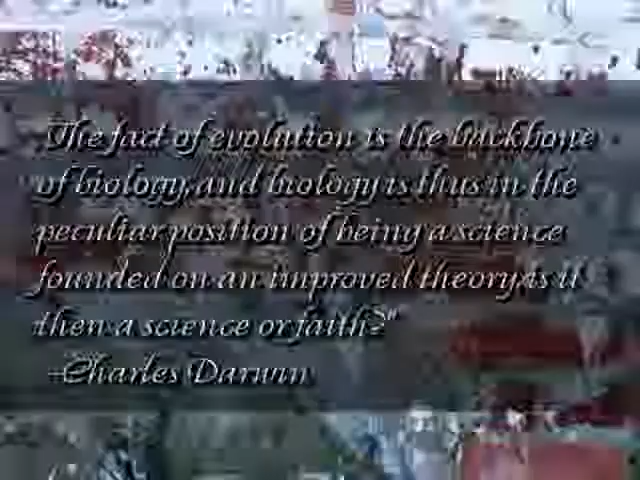 "The fact of evolution is the backbone
of biology, and biology is thus in the
peculiar position of being a science
founded on an improved theory, is it
then a science or faith?"
-Charles Darwin